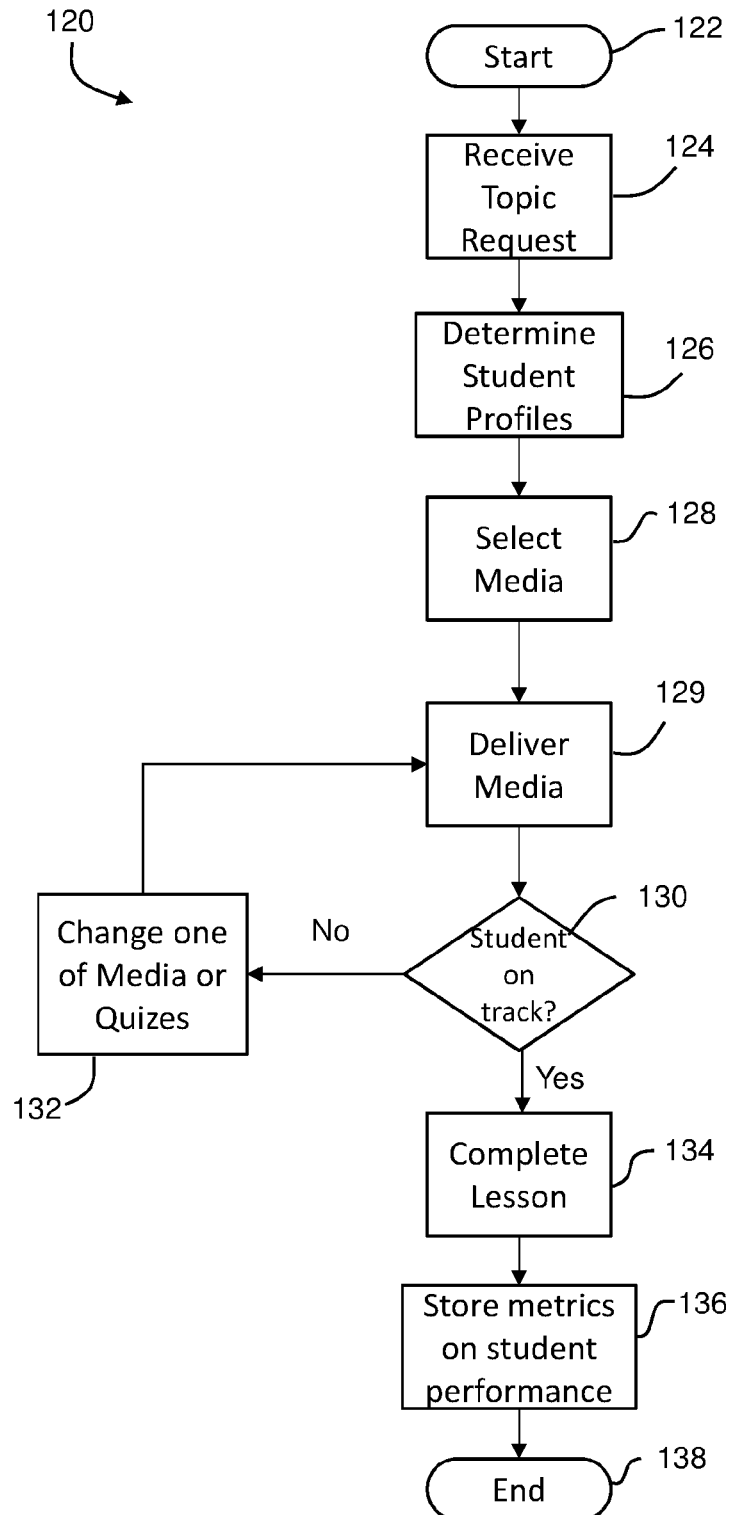 120
Start
122
Receive
Topic
Request
124
Determine
Student
Profiles
126
Select
Media
128
Deliver
Media
129
Student
on
track?
130
No
Change one
of Media or
Quizes
132
Yes
Complete
Lesson
134
Store metrics
on student
performance
136
End
138